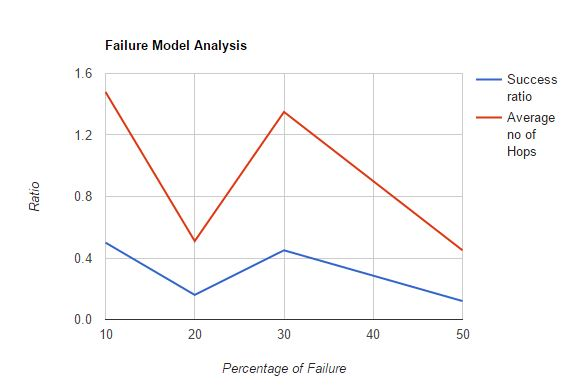 Failure Model Analysis
1.6
1.2
0.8
0.4
0.0
Ratio
10 20 30 40 50
Percentage of Failure
Success
ratio
Average
no of
Hops